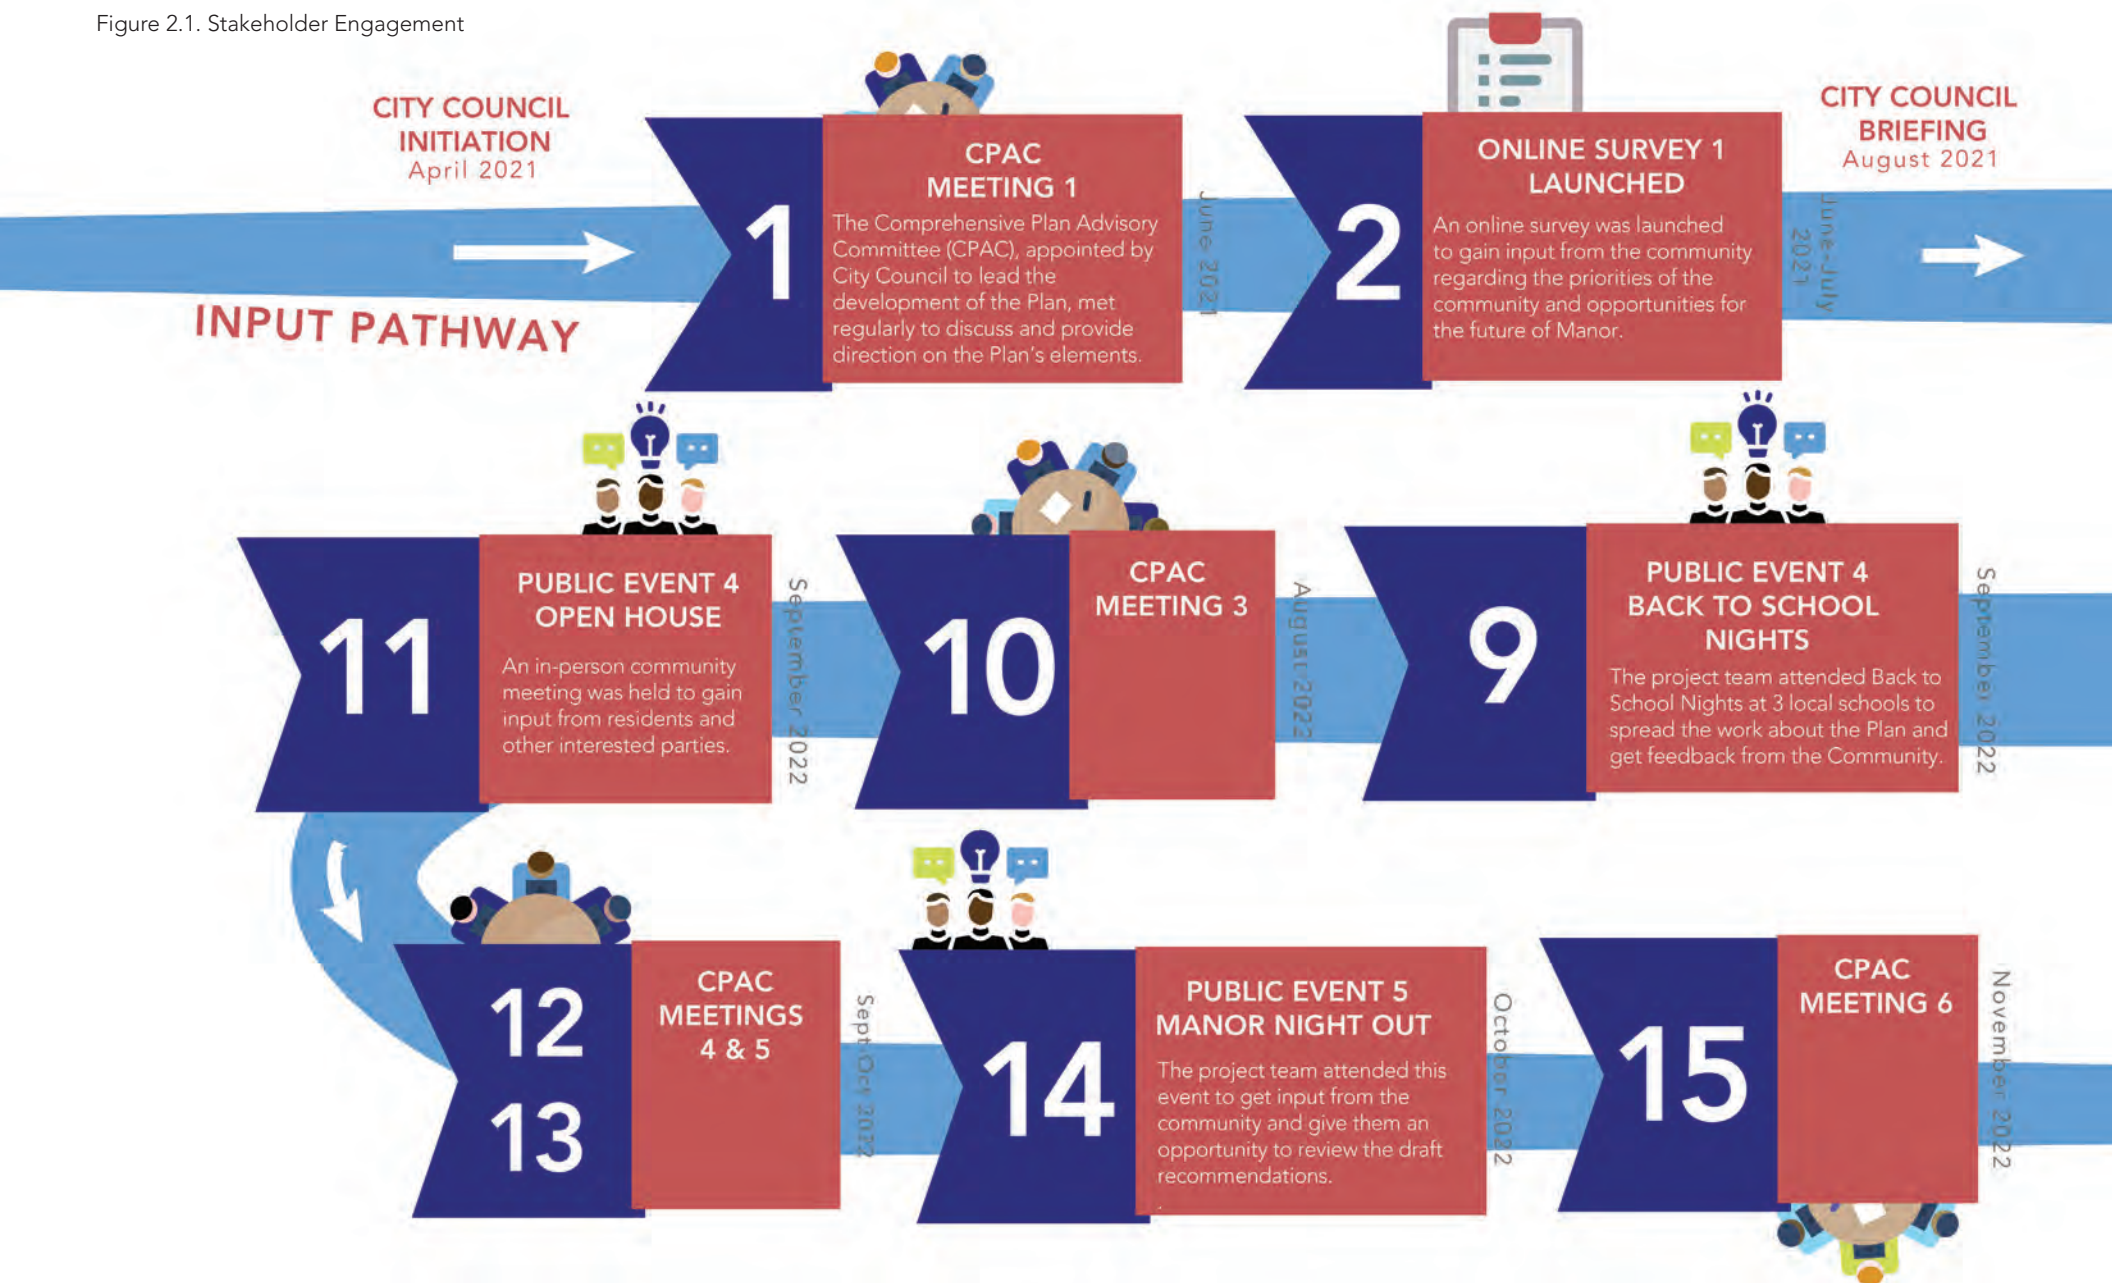 Figure 2.1. Stakeholder Engagement
CITY COUNCIL
INITIATION
April 2021
INPUT PATHWAY
1
CPAC
MEETING 1
The Comprehensive Plan Advisory
Committee (CPAC), appointed by
City Council to lead the
development of the Plan, met
regularly to discuss and provide
direction on the Plan's elements.
June 2021
2
ONLINE SURVEY 1
LAUNCHED
An online survey was launched
to gain input from the community
regarding the priorities of the
community and opportunities for
the future of Manor.
June-July
2021
CITY COUNCIL
BRIEFING
August 2021
11
PUBLIC EVENT 4
OPEN HOUSE
An in-person community
meeting was held to gain
input from residents and
other interested parties.
September 2022
10
CPAC
MEETING 3
August 2022
9
PUBLIC EVENT 4
BACK TO SCHOOL
NIGHTS
The project team attended Back to
School Nights at 3 local schools to
spread the work about the Plan and
get feedback from the Community.
September 2022
12
13
CPAC
MEETINGS
4 & 5
Sept-Oct 2022
14
PUBLIC EVENT 5
MANOR NIGHT OUT
The project team attended this
event to get input from the
community and give them an
opportunity to review the draft
recommendations.
.
October 2022
15
CPAC
MEETING 6
November 2022